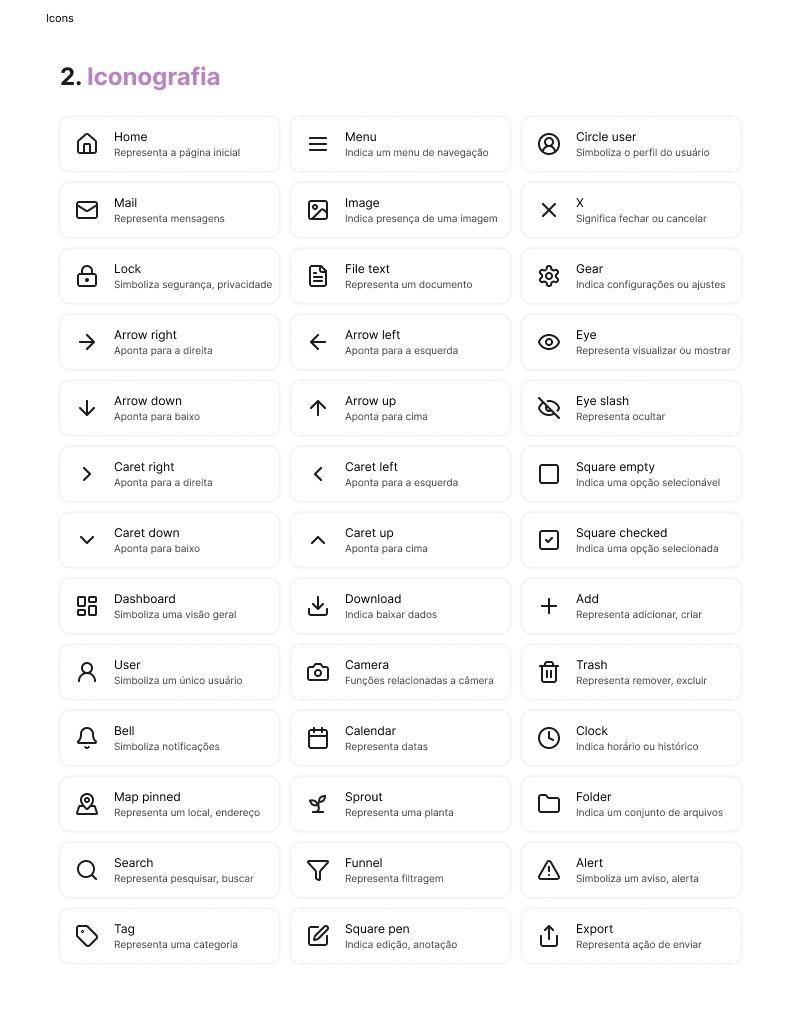 Icons
2. Iconografia
Home
Representa a página inicial
Menu
Indica um menu de navegação
Circle user
Simboliza o perfil do usuário
Mail
Representa mensagens
Image
Indica presença de uma imagem
X
Significa fechar ou cancelar
Lock
Simboliza segurança, privacidade
File text
Representa um documento
Gear
Indica configurações ou ajustes
Arrow right
Aponta para a direita
Arrow left
Aponta para a esquerda
Eye
Representa visualizar ou mostrar
Arrow down
Aponta para baixo
Arrow up
Aponta para cima
Eye slash
Representa ocultar
Caret right
Aponta para a direita
Caret left
Aponta para a esquerda
Square empty
Indica uma opção selecionável
Caret down
Aponta para baixo
Caret up
Aponta para cima
Square checked
Indica uma opção selecionada
Dashboard
Simboliza uma visão geral
Download
Indica baixar dados
Add
Representa adicionar, criar
User
Simboliza um único usuário
Camera
Funções relacionadas a câmera
Trash
Representa remover, excluir
Bell
Simboliza notificações
Calendar
Representa datas
Clock
Indica horário ou histórico
Map pinned
Representa um local, endereço
Sprout
Representa uma planta
Folder
Indica um conjunto de arquivos
Search
Representa pesquisar, buscar
Funnel
Representa filtragem
Alert
Simboliza um aviso, alerta
Tag
Representa uma categoria
Square pen
Indica edição, anotação
Export
Representa ação de enviar